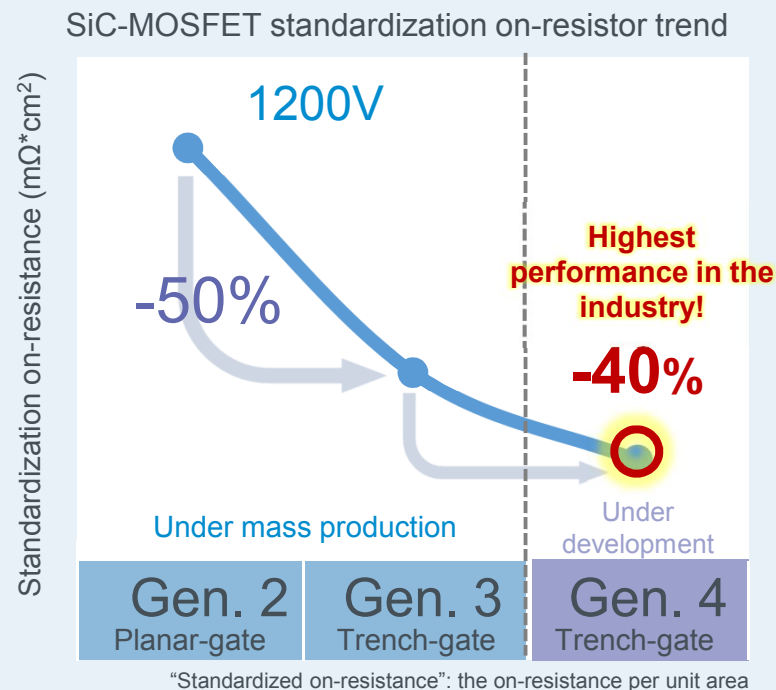 SiC-MOSFET standardization on-resistor trend
Standardization on-resistance (mΩ*cm²)
1200V
-50%
Highest
performance in the
industry!
-40%
Under mass production
Under
development
Gen. 2
Planar-gate
Gen. 3
Trench-gate
Gen. 4
Trench-gate
“Standardized on-resistance”: the on-resistance per unit area